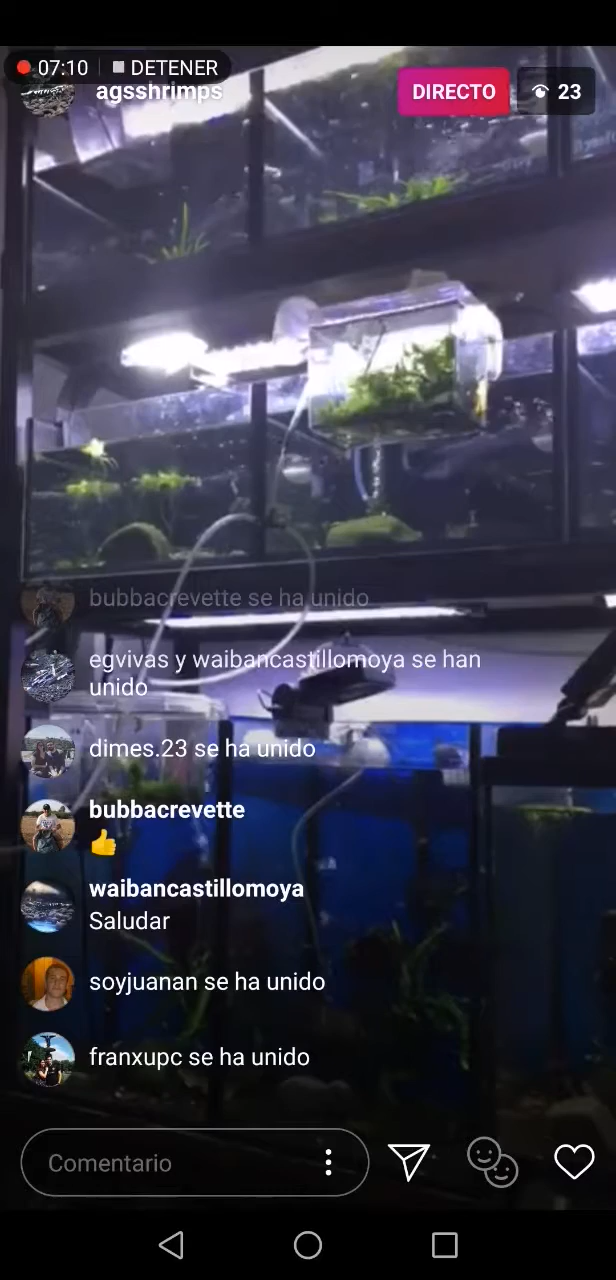 07:10 DETENER
agsshrimps
DIRECTO
23
bubbacrevette se ha unido
egvivas y waibancastillomoya se han
unido
dimes.23 se ha unido
bubbacrevette
👍
waibancastillomoya
Saludar
soyjuanan se ha unido
franxupc se ha unido
Comentario